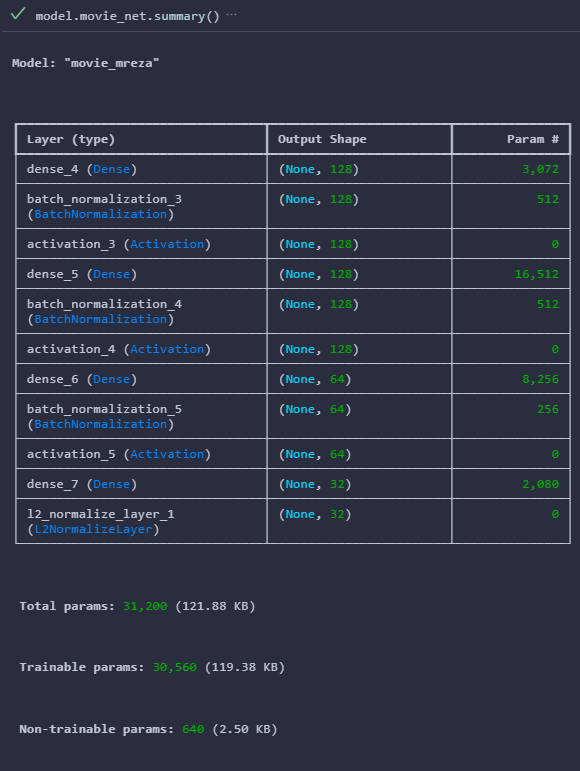 model.movie_net.summary() ...
Model: "movie_mreza"
Layer (type) Output Shape Param #
dense_4 (Dense) (None, 128) 3,072
batch_normalization_3 (None, 128) 512
(BatchNormalization)
activation_3 (Activation) (None, 128) 0
dense_5 (Dense) (None, 128) 16,512
batch_normalization_4 (None, 128) 512
(BatchNormalization)
activation_4 (Activation) (None, 128) 0
dense_6 (Dense) (None, 64) 8,256
batch_normalization_5 (None, 64) 256
(BatchNormalization)
activation_5 (Activation) (None, 64) 0
dense_7 (Dense) (None, 32) 2,080
l2_normalize_layer_1 (None, 32) 0
(L2NormalizeLayer)
Total params: 31,200 (121.88 KB)
Trainable params: 30,560 (119.38 KB)
Non-trainable params: 640 (2.50 KB)